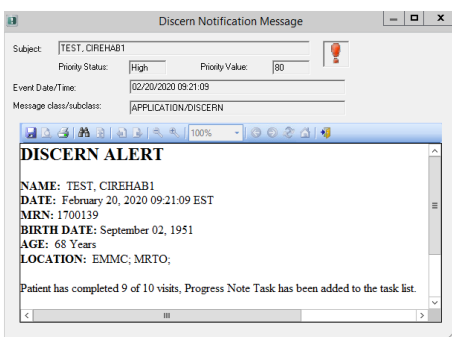 Discern Notification Message
Subject: TEST, CIREHAB1
Priority Status: High Priority Value: 80
Event Date/Time: 02/20/2020 09:21:09
Message class/subclass: APPLICATION/DISCERN
100%
DISCERN ALERT
NAME: TEST, CIREHAB1
DATE: February 20, 2020 09:21:09 EST
MRN: 1700139
BIRTH DATE: September 02, 1951
AGE: 68 Years
LOCATION: EMMC; MRTO;
Patient has completed 9 of 10 visits, Progress Note Task has been added to the task list.